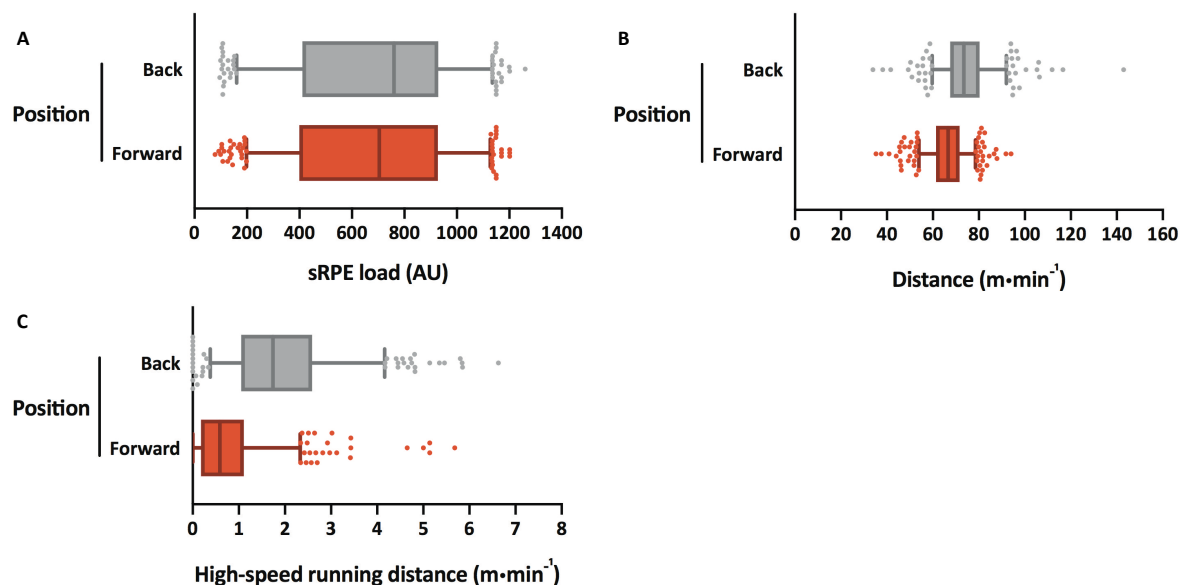 A
Back
Position
Forward
0 200 400 600 800 1000 1200 1400
sRPE load (AU)
B
Back
Position
Forward
0 20 40 60 80 100 120 140 160
Distance (m•min⁻¹)
C
Back
Position
Forward
0 1 2 3 4 5 6 7 8
High-speed running distance (m•min⁻¹)